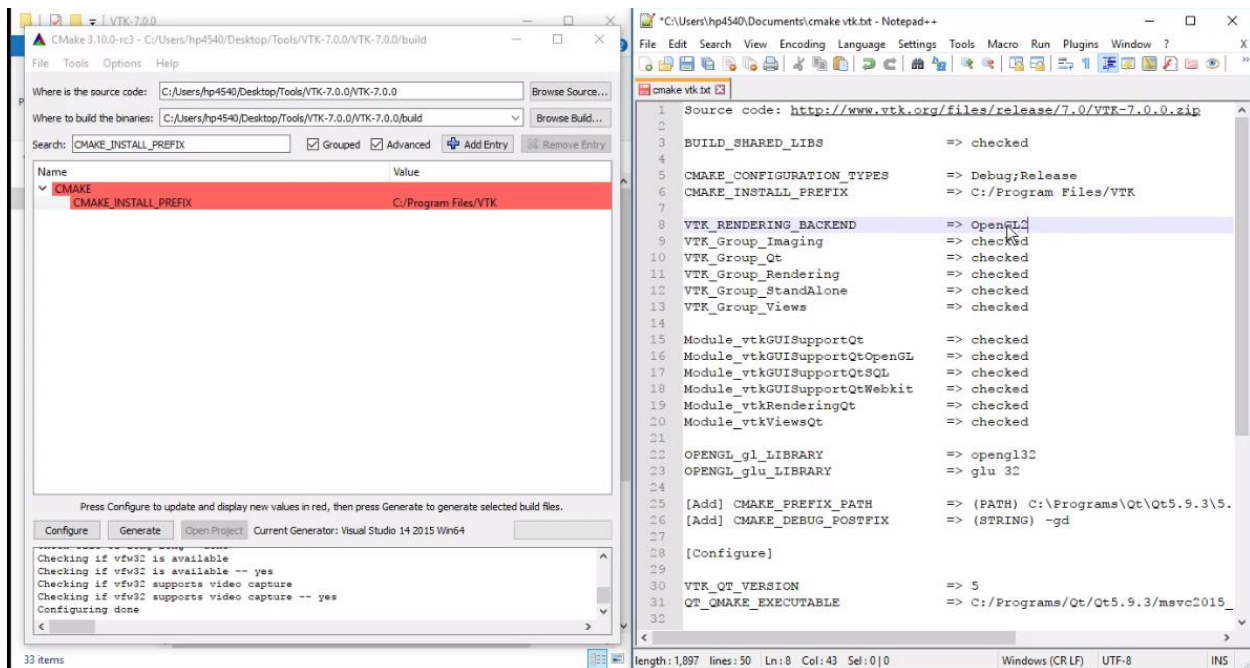 VTK-7.0.0
CMake 3.10.0-rc3 - C:/Users/hp4540/Desktop/Tools/VTK-7.0.0/VTK-7.0.0/build
File Tools Options Help
Where is the source code: C:/Users/hp4540/Desktop/Tools/VTK-7.0.0/VTK-7.0.0 Browse Source...
Where to build the binaries: C:/Users/hp4540/Desktop/Tools/VTK-7.0.0/VTK-7.0.0/build Browse Build...
Search: CMAKE_INSTALL_PREFIX Grouped Advanced Add Entry Remove Entry
Name Value
CMAKE
CMAKE_INSTALL_PREFIX C:/Program Files/VTK
Press Configure to update and display new values in red, then press Generate to generate selected build files.
Configure Generate Open Project Current Generator: Visual Studio 14 2015 Win64
Checking if vfw32 is available
Checking if vfw32 is available -- yes
Checking if vfw32 supports video capture
Checking if vfw32 supports video capture -- yes
Configuring done
33 items
*C:\Users\hp4540\Documents\cmake vtk.txt - Notepad++
File Edit Search View Encoding Language Settings Tools Macro Run Plugins Window ? X
cmake vtk.txt
1 Source code: http://www.vtk.org/files/release/7.0/VTK-7.0.0.zip
2
3 BUILD_SHARED_LIBS => checked
4
5 CMAKE_CONFIGURATION_TYPES => Debug;Release
6 CMAKE_INSTALL_PREFIX => C:/Program Files/VTK
7
8 VTK_RENDERING_BACKEND => OpenGL2
9 VTK_Group_Imaging => checked
10 VTK_Group_Qt => checked
11 VTK_Group_Rendering => checked
12 VTK_Group_StandAlone => checked
13 VTK_Group_Views => checked
14
15 Module_vtkGUISupportQt => checked
16 Module_vtkGUISupportQtOpenGL => checked
17 Module_vtkGUISupportQtSQL => checked
18 Module_vtkGUISupportQtWebkit => checked
19 Module_vtkRenderingQt => checked
20 Module_vtkViewsQt => checked
21
22 OPENGL_gl_LIBRARY => opengl32
23 OPENGL_glu_LIBRARY => glu 32
24
25 [Add] CMAKE_PREFIX_PATH => (PATH) C:\Programs\Qt\Qt5.9.3\5.
26 [Add] CMAKE_DEBUG_POSTFIX => (STRING) -gd
27
28 [Configure]
29
30 VTK_QT_VERSION => 5
31 QT_QMAKE_EXECUTABLE => C:/Programs/Qt/Qt5.9.3/msvc2015_
32
length : 1,897 lines : 50 Ln : 8 Col : 43 Sel : 0 | 0 Windows (CR LF) UTF-8 INS